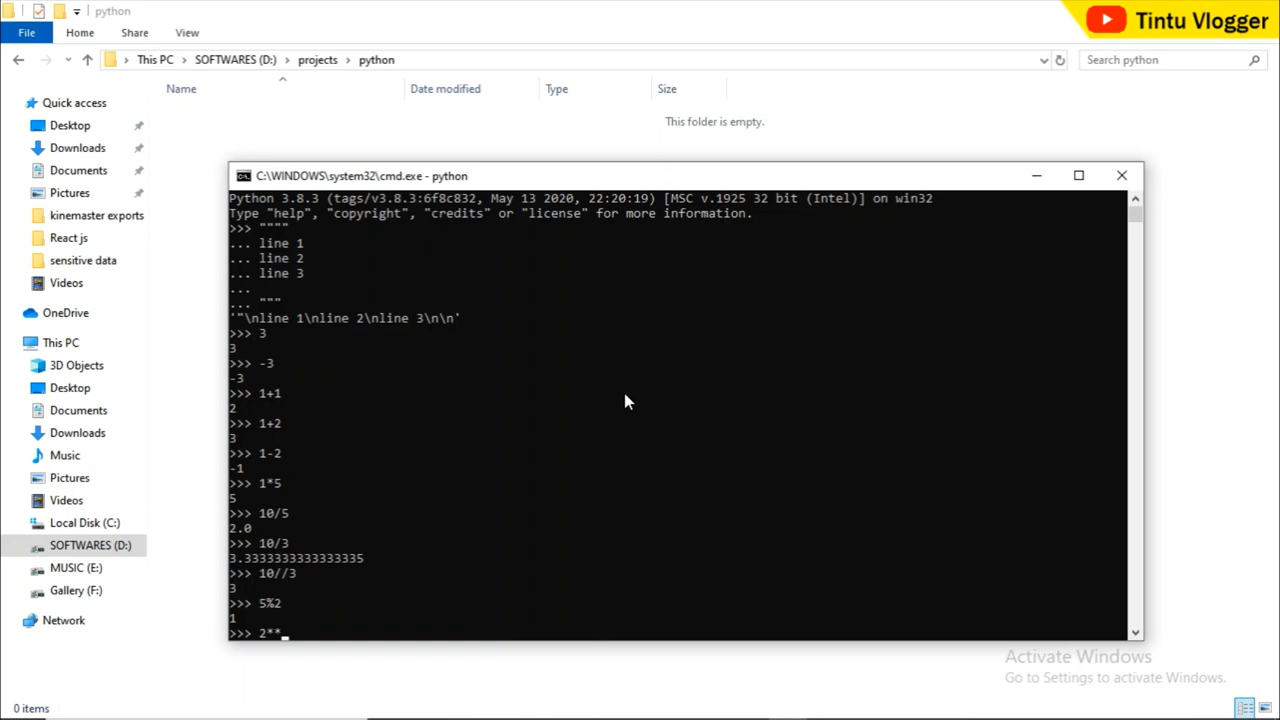 python
Tintu Vlogger
File Home Share View
This PC SOFTWARES (D:) projects python
Search python
Name Date modified Type Size
This folder is empty.
Quick access
Desktop
Downloads
Documents
Pictures
kinemaster exports
React js
sensitive data
Videos
OneDrive
This PC
3D Objects
Desktop
Documents
Downloads
Music
Pictures
Videos
Local Disk (C:)
SOFTWARES (D:)
MUSIC (E:)
Gallery (F:)
Network
0 items
C:\WINDOWS\system32\cmd.exe - python
Python 3.8.3 (tags/v3.8.3:6f8c832, May 13 2020, 22:20:19) [MSC v.1925 32 bit (Intel)] on win32
Type "help", "copyright", "credits" or "license" for more information.
>>> """"
... line 1
... line 2
... line 3
...
... """
'"\nline 1\nline 2\nline 3\n\n'
>>> 3
3
>>> -3
-3
>>> 1+1
2
>>> 1+2
3
>>> 1-2
-1
>>> 1*5
5
>>> 10/5
2.0
>>> 10/3
3.3333333333333335
>>> 10//3
3
>>> 5%2
1
>>> 2**
Activate Windows
Go to Settings to activate Windows.